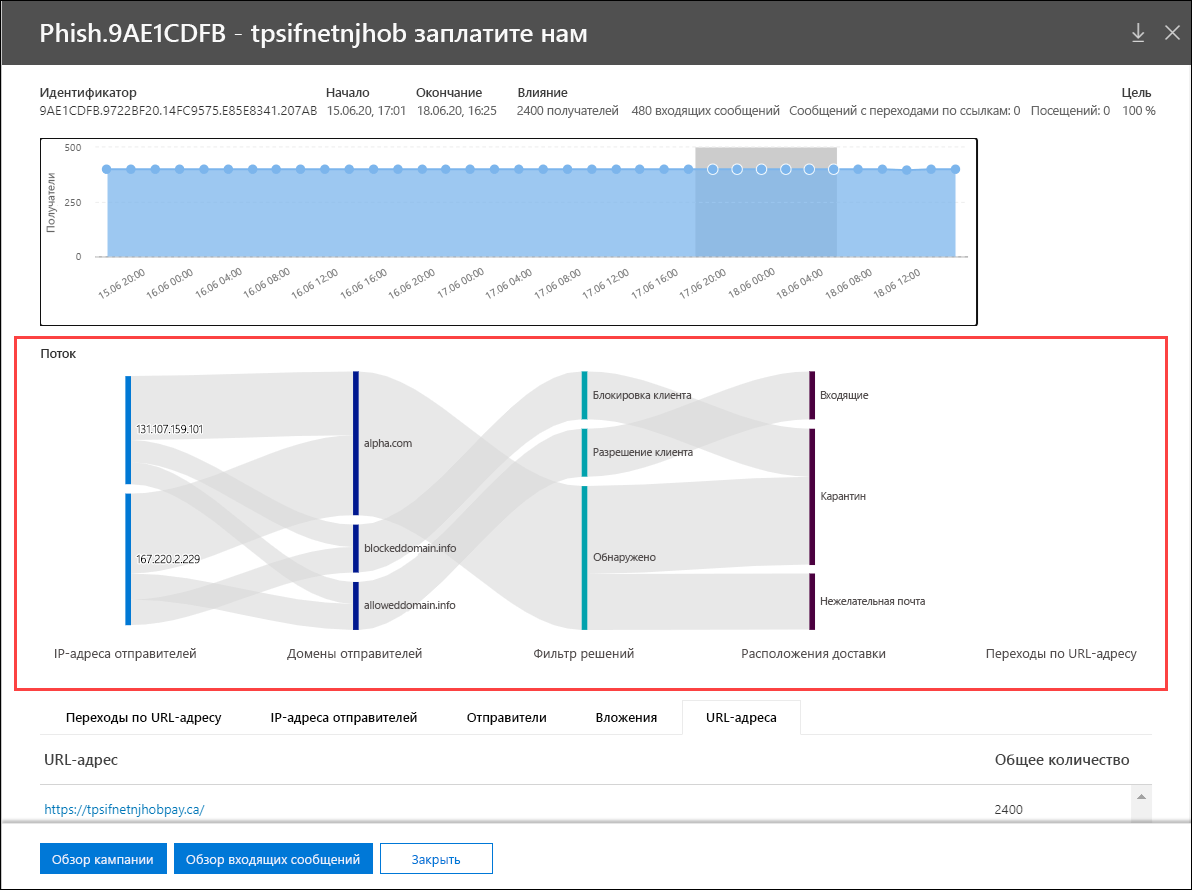 Phish.9AE1CDFB - tpsifnetnjhob заплатите нам
Идентификатор Начало Окончание Влияние Цель
9AE1CDFB.9722BF20.14FC9575.E85E8341.207AB 15.06.20, 17:01 18.06.20, 16:25 2400 получателей 480 входящих сообщений Сообщений с переходами по ссылкам: 0 Посещений: 0 100 %
500
250
0
Получатели
15.06 20:00 16.06 00:00 16.06 04:00 16.06 08:00 16.06 12:00 16.06 16:00 16.06 20:00 17.06 00:00 17.06 04:00 17.06 08:00 17.06 12:00 17.06 16:00 17.06 20:00 18.06 00:00 18.06 04:00 18.06 08:00 18.06 12:00
Поток
131.107.159.101
167.220.2.229
alpha.com
blockeddomain.info
alloweddomain.info
Блокировка клиента
Разрешение клиента
Обнаружено
Входящие
Карантин
Нежелательная почта
IP-адреса отправителей Домены отправителей Фильтр решений Расположения доставки Переходы по URL-адресу
Переходы по URL-адресу IP-адреса отправителей Отправители Вложения URL-адреса
URL-адрес Общее количество
https://tpsifnetnjhobpay.ca/ 2400
Обзор кампании Обзор входящих сообщений Закрыть